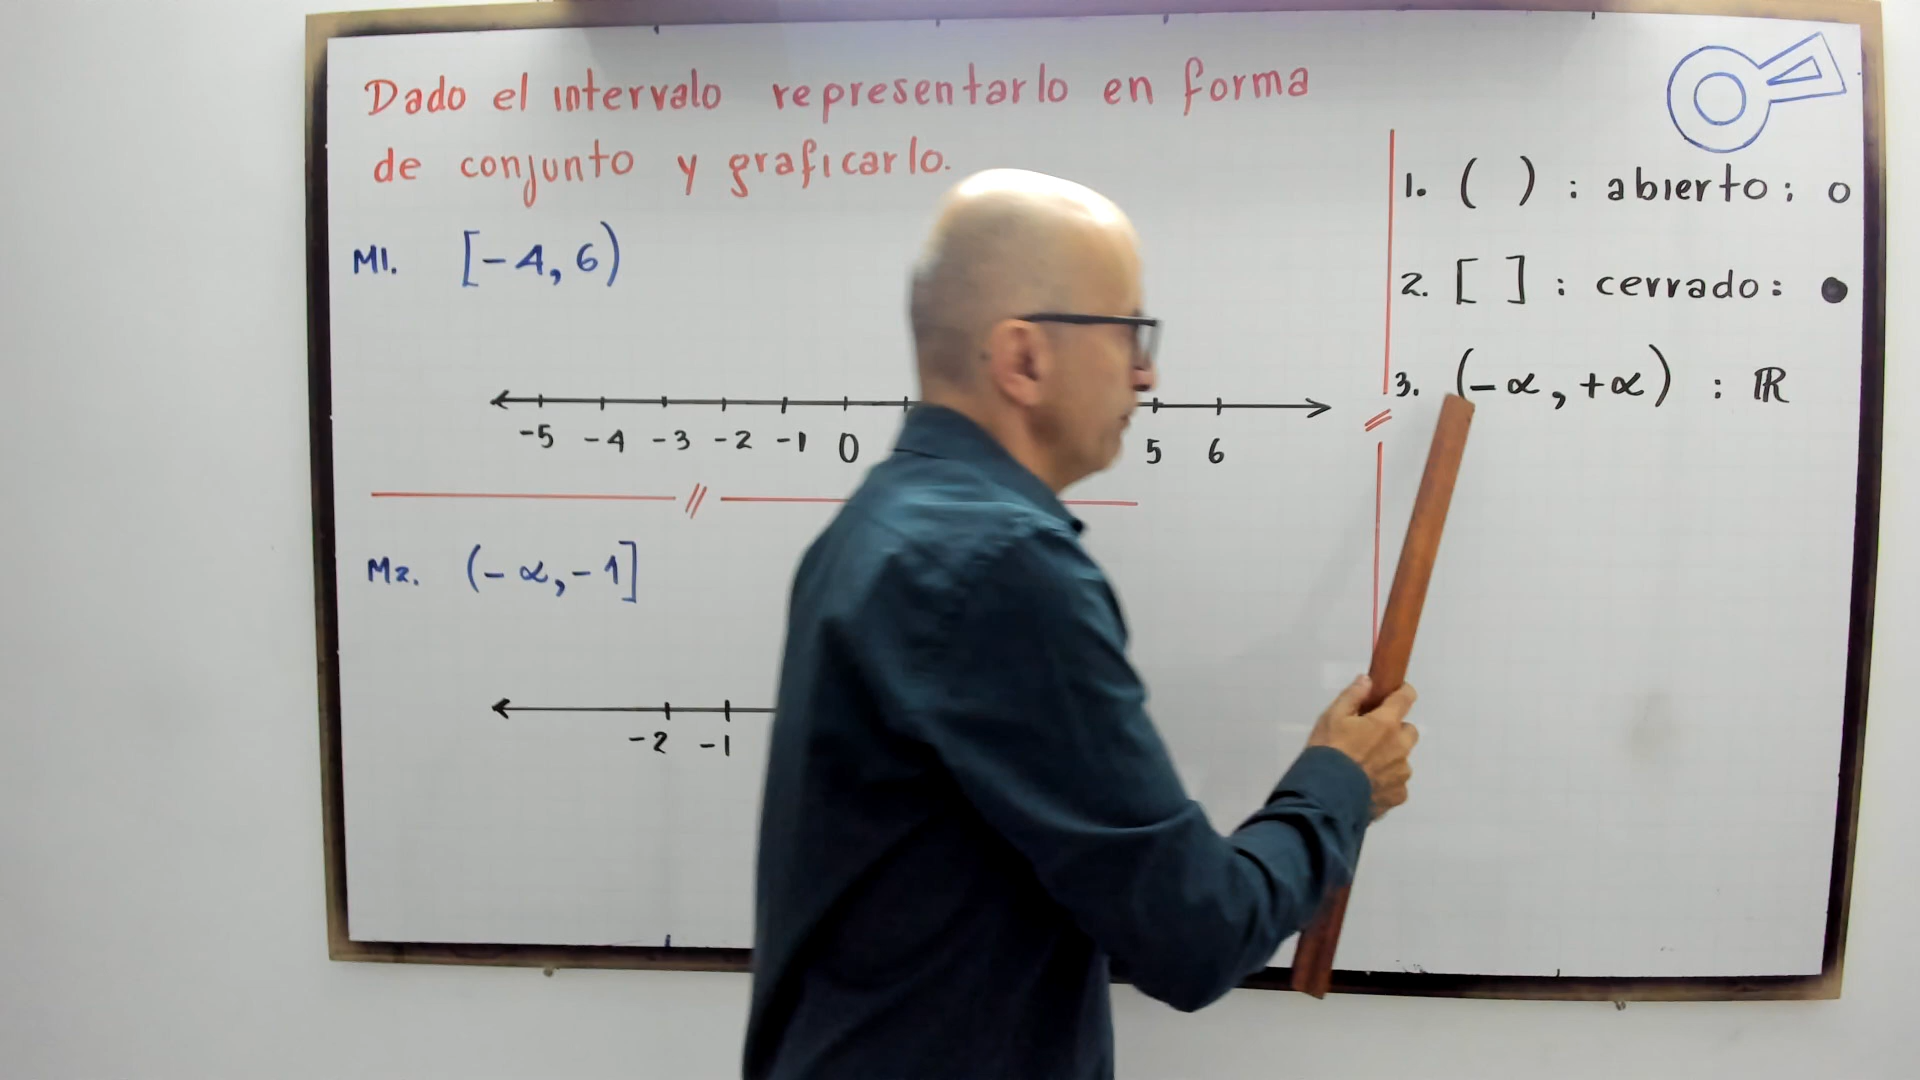 Dado el intervalo representarlo en forma
de conjunto y graficarlo.
M1. [-4, 6)
-5 -4 -3 -2 -1 0 5 6
M2. (-α, -1]
-2 -1
1. ( ) : abierto: o
2. [ ] : cerrado: ●
3. (-α, +α) : ℝ